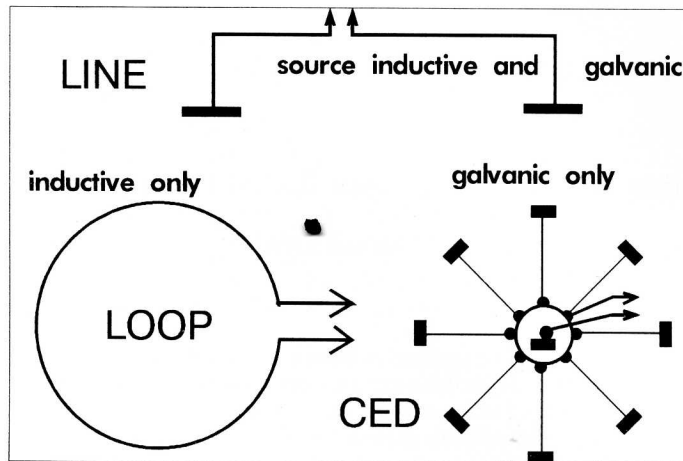 LINE
source inductive and galvanic
inductive only
galvanic only
LOOP
CED